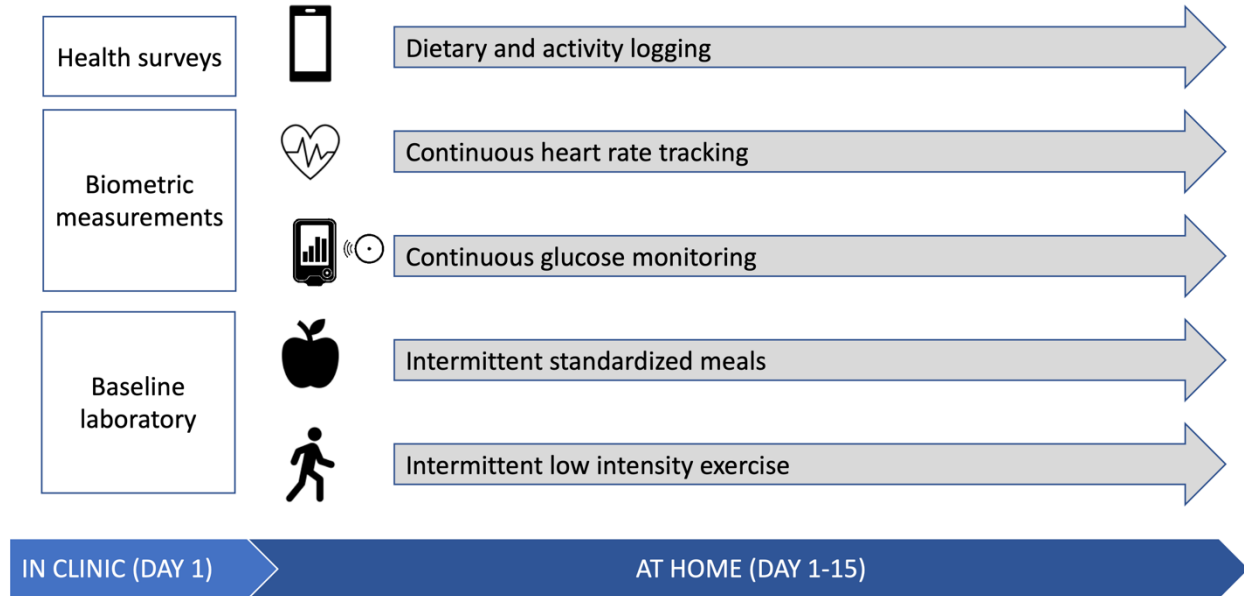 Health surveys
Dietary and activity logging
Biometric
measurements
Continuous heart rate tracking
Continuous glucose monitoring
Baseline
laboratory
Intermittent standardized meals
Intermittent low intensity exercise
IN CLINIC (DAY 1)
AT HOME (DAY 1-15)